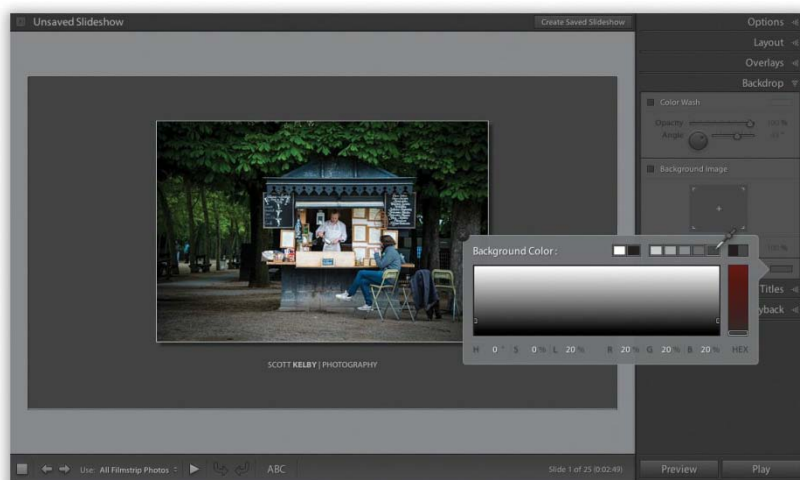 Unsaved Slideshow
Create Saved Slideshow
Options
Layout
Overlays
Backdrop
Color Wash
Opacity 100 %
Angle
Background Image
SCOTT KELBY | PHOTOGRAPHY
Background Color :
H 0 ° S 0 % L 20 % R 20 % G 20 % B 20 % HEX
Titles
yback
Use: All Filmstrip Photos
ABC
Slide 1 of 25 (0:02:49)
Preview
Play